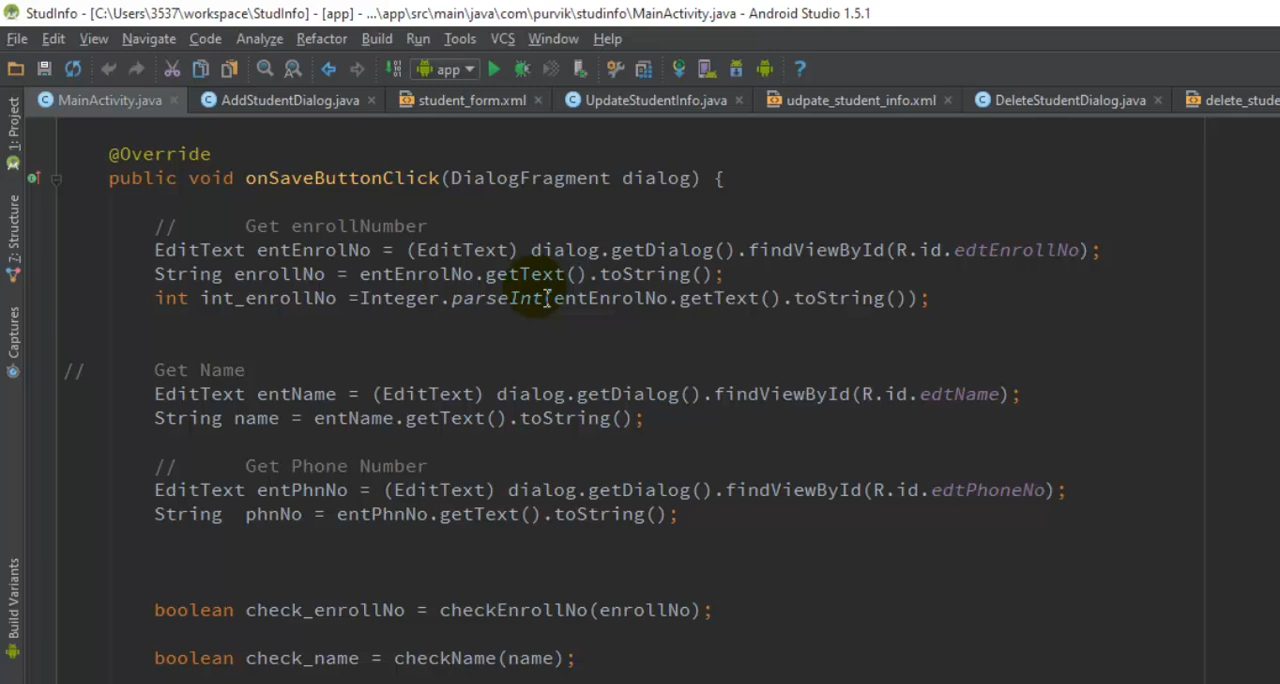 StudInfo - [C:\Users\3537\workspace\StudInfo] - [app] - ...\app\src\main\java\com\purvik\studinfo\MainActivity.java - Android Studio 1.5.1
File Edit View Navigate Code Analyze Refactor Build Run Tools VCS Window Help
app
MainActivity.java AddStudentDialog.java student_form.xml UpdateStudentInfo.java udpate_student_info.xml DeleteStudentDialog.java delete_stude
1: Project
7: Structure
Captures
Build Variants
@Override
public void onSaveButtonClick(DialogFragment dialog) {
// Get enrollNumber
EditText entEnrolNo = (EditText) dialog.getDialog().findViewById(R.id.edtEnrollNo);
String enrollNo = entEnrolNo.getText().toString();
int int_enrollNo =Integer.parseInt(entEnrolNo.getText().toString());
// Get Name
EditText entName = (EditText) dialog.getDialog().findViewById(R.id.edtName);
String name = entName.getText().toString();
// Get Phone Number
EditText entPhnNo = (EditText) dialog.getDialog().findViewById(R.id.edtPhoneNo);
String phnNo = entPhnNo.getText().toString();
boolean check_enrollNo = checkEnrollNo(enrollNo);
boolean check_name = checkName(name);